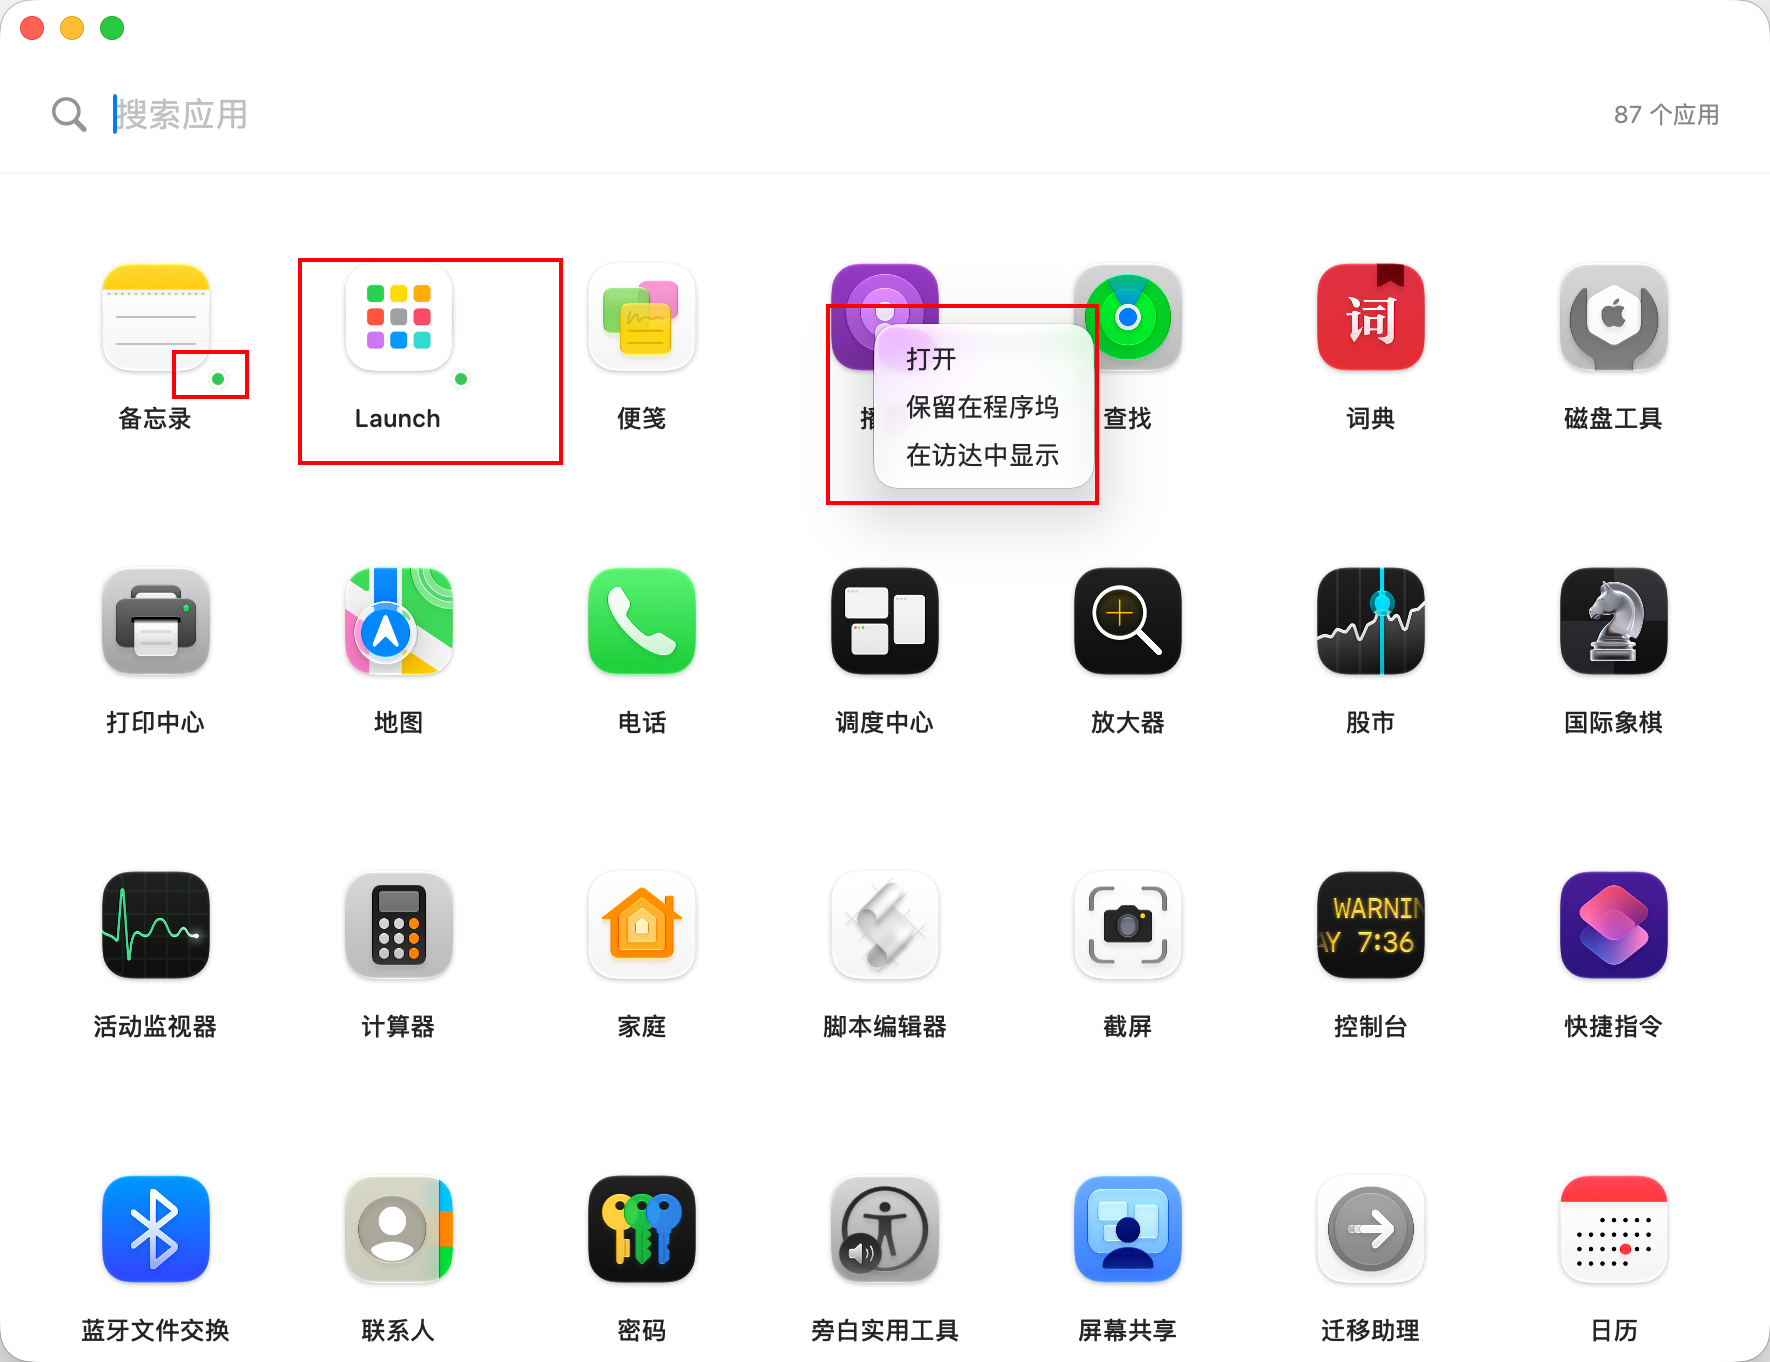 搜索应用
87 个应用
备忘录
Launch
便笺
打开
保留在程序坞
在访达中显示
查找
词
词典
磁盘工具
打印中心
地图
电话
调度中心
放大器
股市
国际象棋
WARNIN
AY 7:36
活动监视器
计算器
家庭
脚本编辑器
截屏
控制台
快捷指令
蓝牙文件交换
联系人
密码
旁白实用工具
屏幕共享
迁移助理
日历